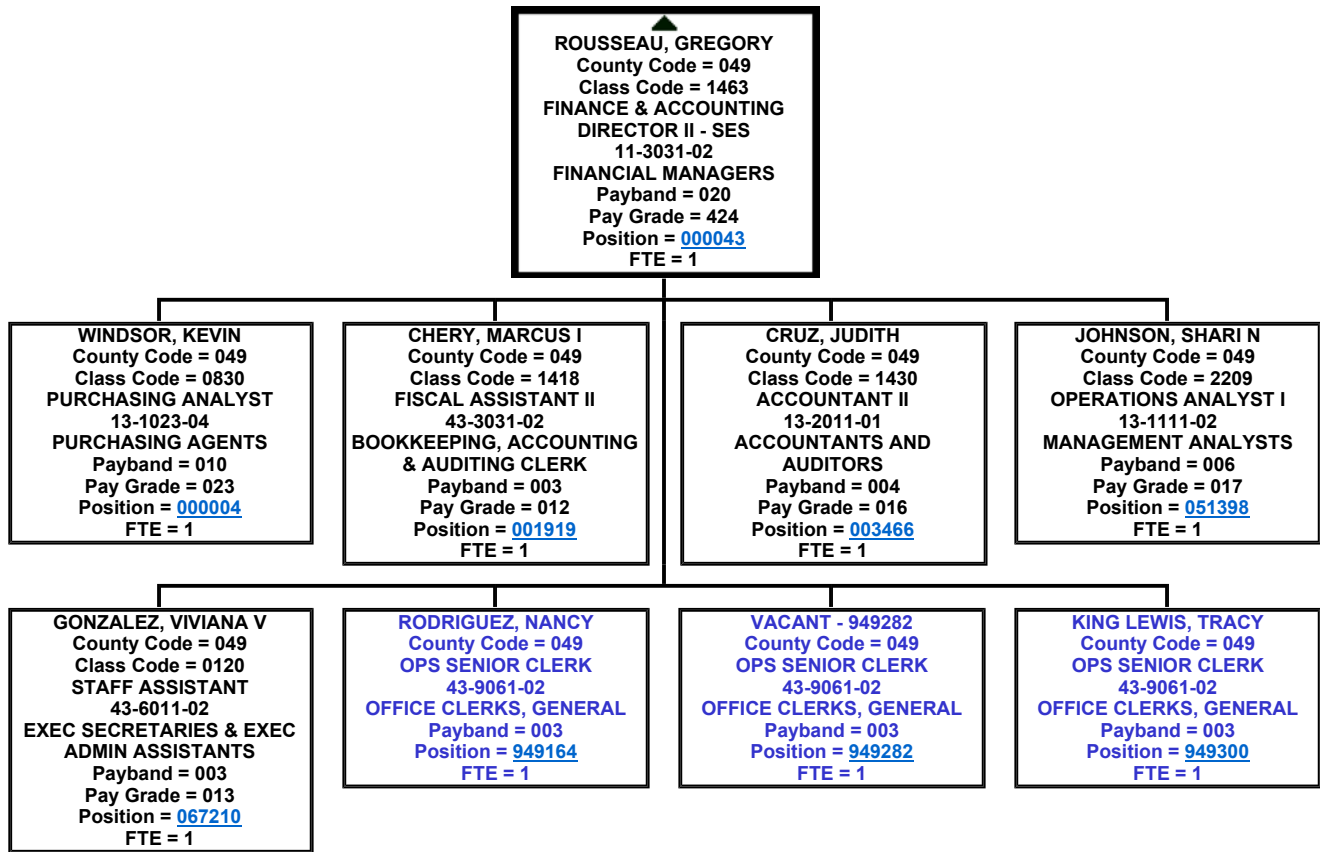 ROUSSEAU, GREGORY
County Code = 049
Class Code = 1463
FINANCE & ACCOUNTING
DIRECTOR II - SES
11-3031-02
FINANCIAL MANAGERS
Payband = 020
Pay Grade = 424
Position = 000043
FTE = 1
WINDSOR, KEVIN
County Code = 049
Class Code = 0830
PURCHASING ANALYST
13-1023-04
PURCHASING AGENTS
Payband = 010
Pay Grade = 023
Position = 000004
FTE = 1
CHERY, MARCUS I
County Code = 049
Class Code = 1418
FISCAL ASSISTANT II
43-3031-02
BOOKKEEPING, ACCOUNTING
& AUDITING CLERK
Payband = 003
Pay Grade = 012
Position = 001919
FTE = 1
CRUZ, JUDITH
County Code = 049
Class Code = 1430
ACCOUNTANT II
13-2011-01
ACCOUNTANTS AND
AUDITORS
Payband = 004
Pay Grade = 016
Position = 003466
FTE = 1
JOHNSON, SHARI N
County Code = 049
Class Code = 2209
OPERATIONS ANALYST I
13-1111-02
MANAGEMENT ANALYSTS
Payband = 006
Pay Grade = 017
Position = 051398
FTE = 1
GONZALEZ, VIVIANA V
County Code = 049
Class Code = 0120
STAFF ASSISTANT
43-6011-02
EXEC SECRETARIES & EXEC
ADMIN ASSISTANTS
Payband = 003
Pay Grade = 013
Position = 067210
FTE = 1
RODRIGUEZ, NANCY
County Code = 049
OPS SENIOR CLERK
43-9061-02
OFFICE CLERKS, GENERAL
Payband = 003
Position = 949164
FTE = 1
VACANT - 949282
County Code = 049
OPS SENIOR CLERK
43-9061-02
OFFICE CLERKS, GENERAL
Payband = 003
Position = 949282
FTE = 1
KING LEWIS, TRACY
County Code = 049
OPS SENIOR CLERK
43-9061-02
OFFICE CLERKS, GENERAL
Payband = 003
Position = 949300
FTE = 1